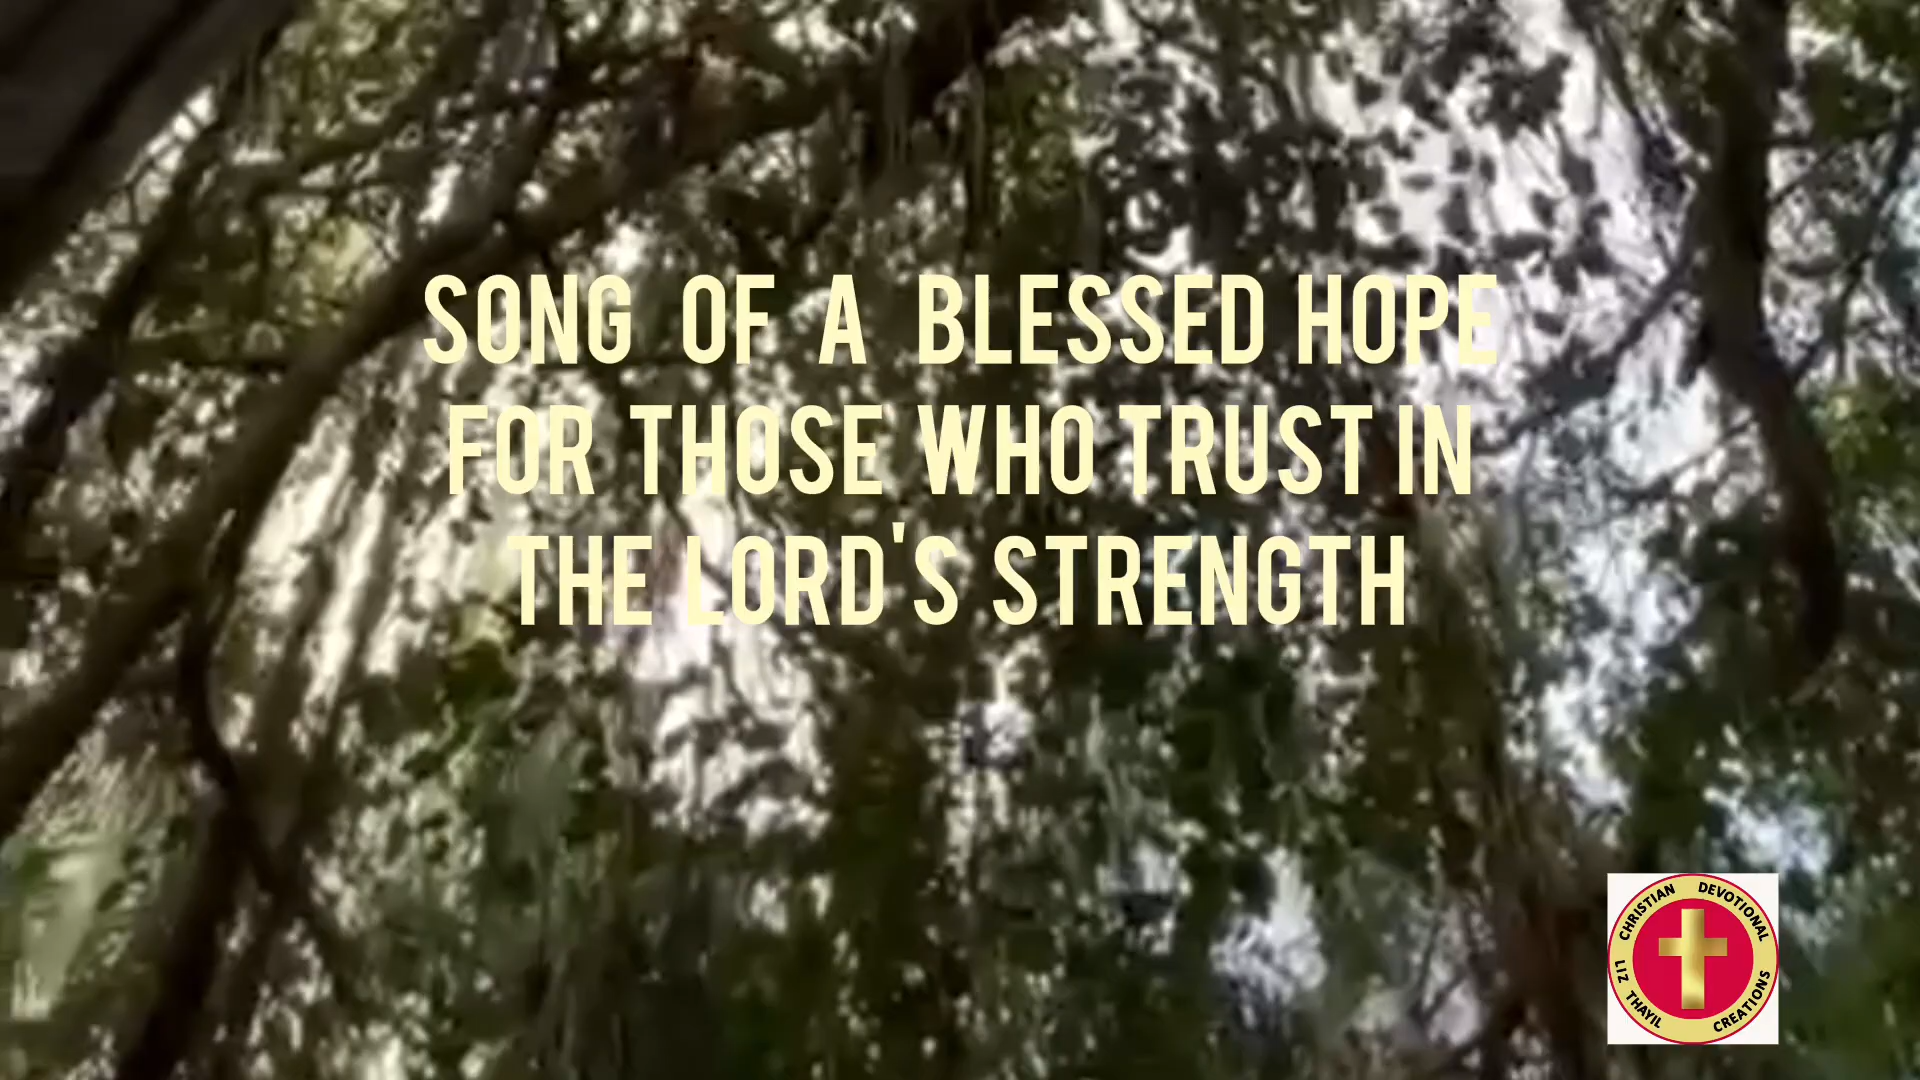 SONG OF A BLESSED HOPE
FOR THOSE WHO TRUST IN
THE LORD'S STRENGTH
CHRISTIAN DEVOTIONAL
LIZ THAYIL CREATIONS